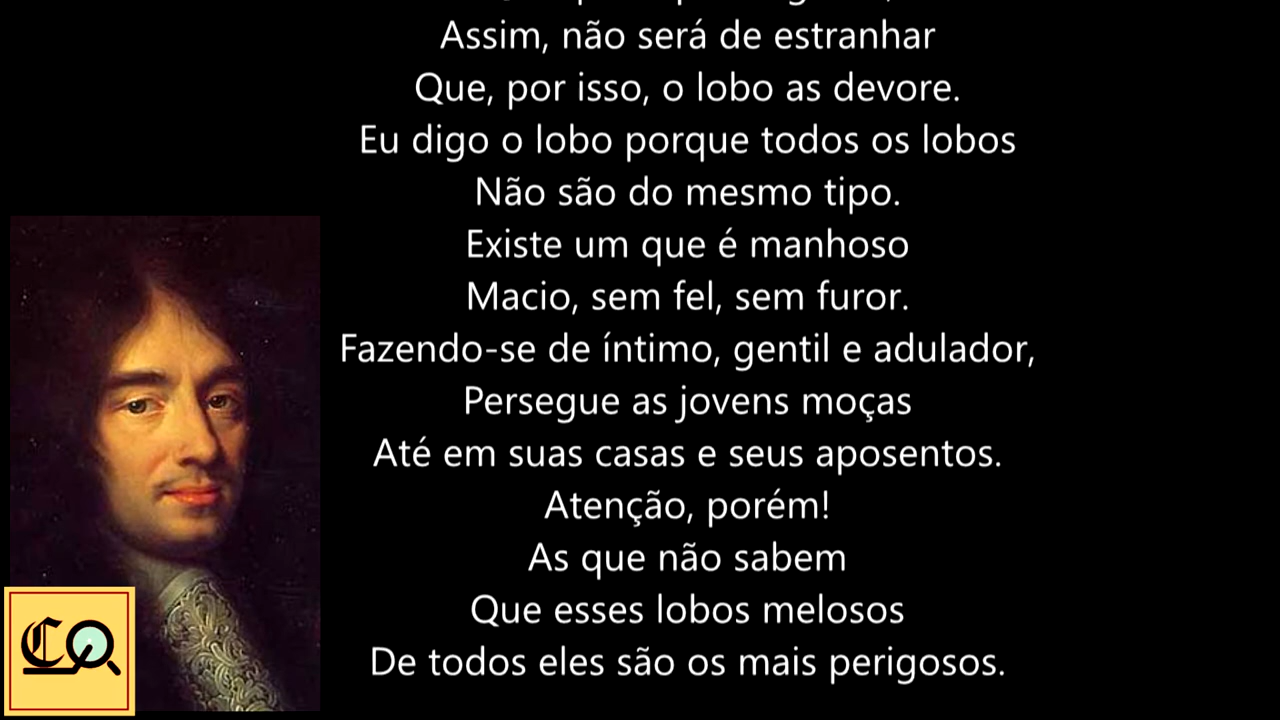 Assim, não será de estranhar
Que, por isso, o lobo as devore.
Eu digo o lobo porque todos os lobos
Não são do mesmo tipo.
Existe um que é manhoso
Macio, sem fel, sem furor.
Fazendo-se de íntimo, gentil e adulador,
Persegue as jovens moças
Até em suas casas e seus aposentos.
Atenção, porém!
As que não sabem
Que esses lobos melosos
De todos eles são os mais perigosos.
CQ